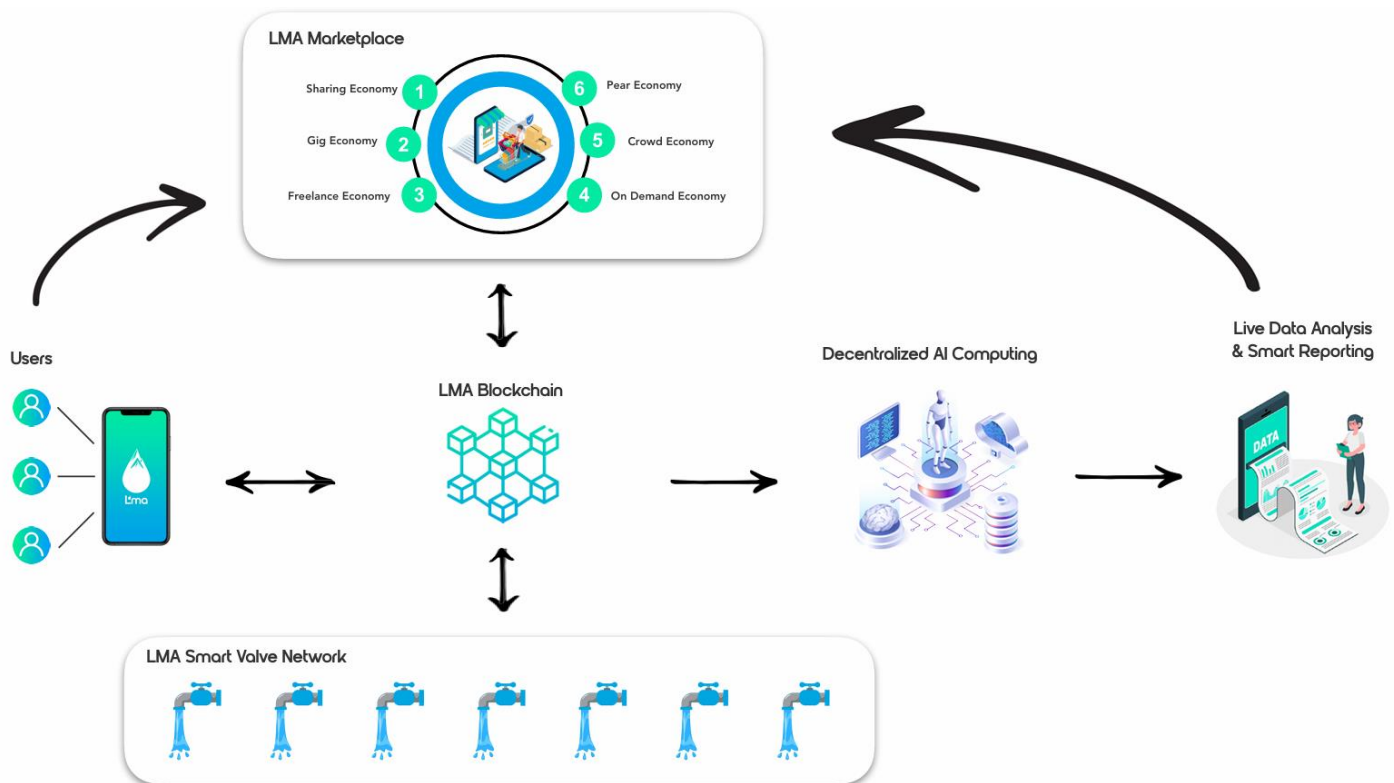 LMA Marketplace
Sharing Economy
1
Gig Economy
2
Freelance Economy
3
6
Pear Economy
5
Crowd Economy
4
On Demand Economy
Users
Lma
LMA Blockchain
Decentralized AI Computing
Live Data Analysis
& Smart Reporting
DATA
LMA Smart Valve Network